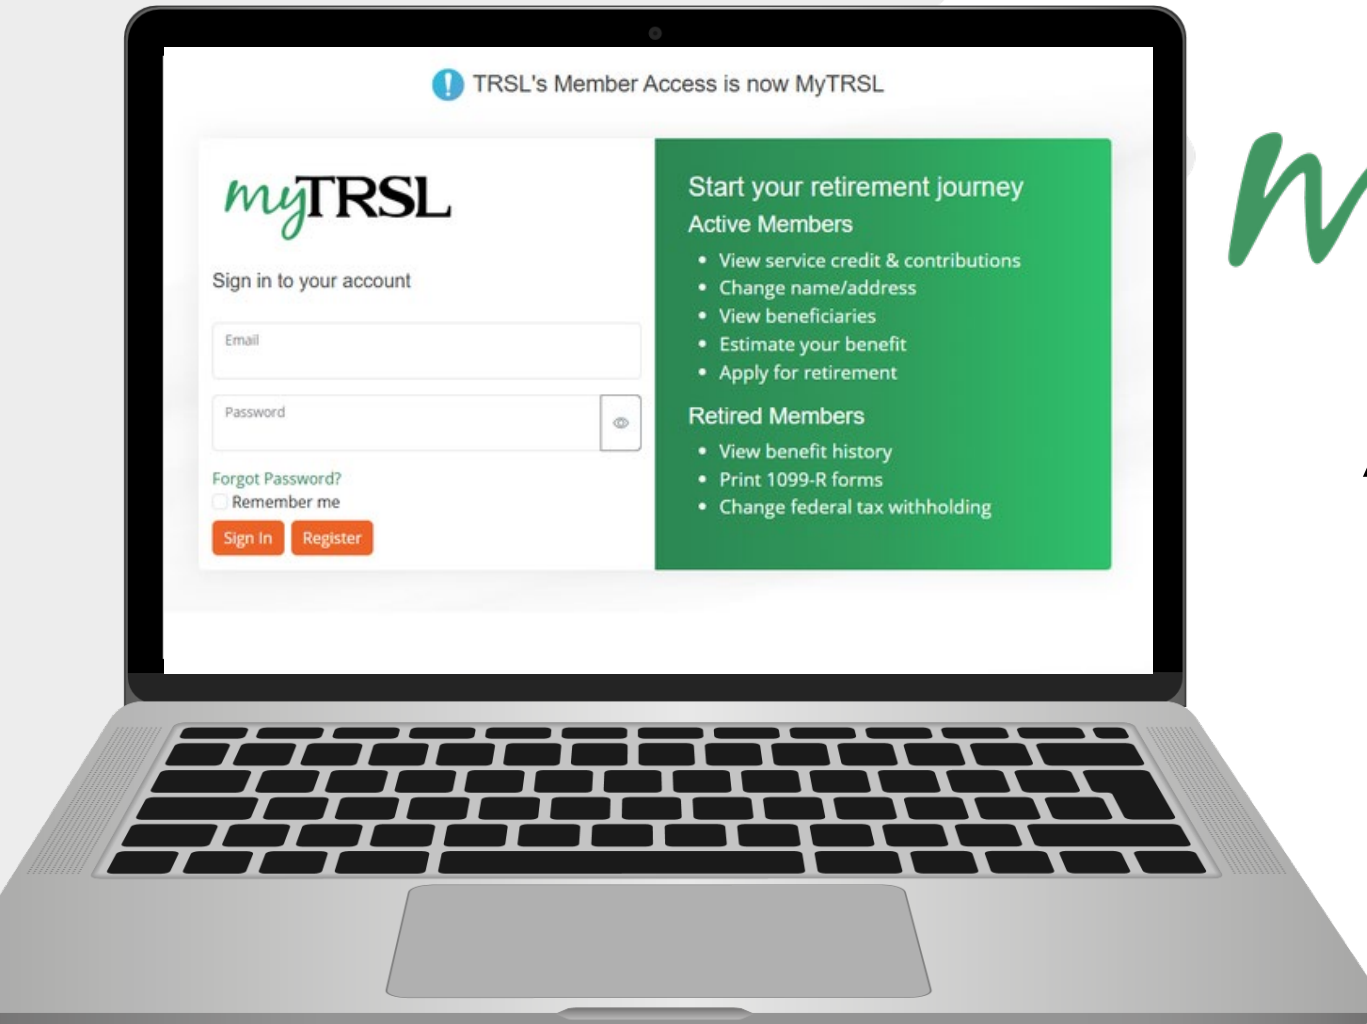 TRSL's Member Access is now MyTRSL
myTRSL
Sign in to your account
Email
Password
Forgot Password?
Remember me
Sign In
Register
Start your retirement journey
Active Members
• View service credit & contributions
• Change name/address
• View beneficiaries
• Estimate your benefit
• Apply for retirement
Retired Members
• View benefit history
• Print 1099-R forms
• Change federal tax withholding